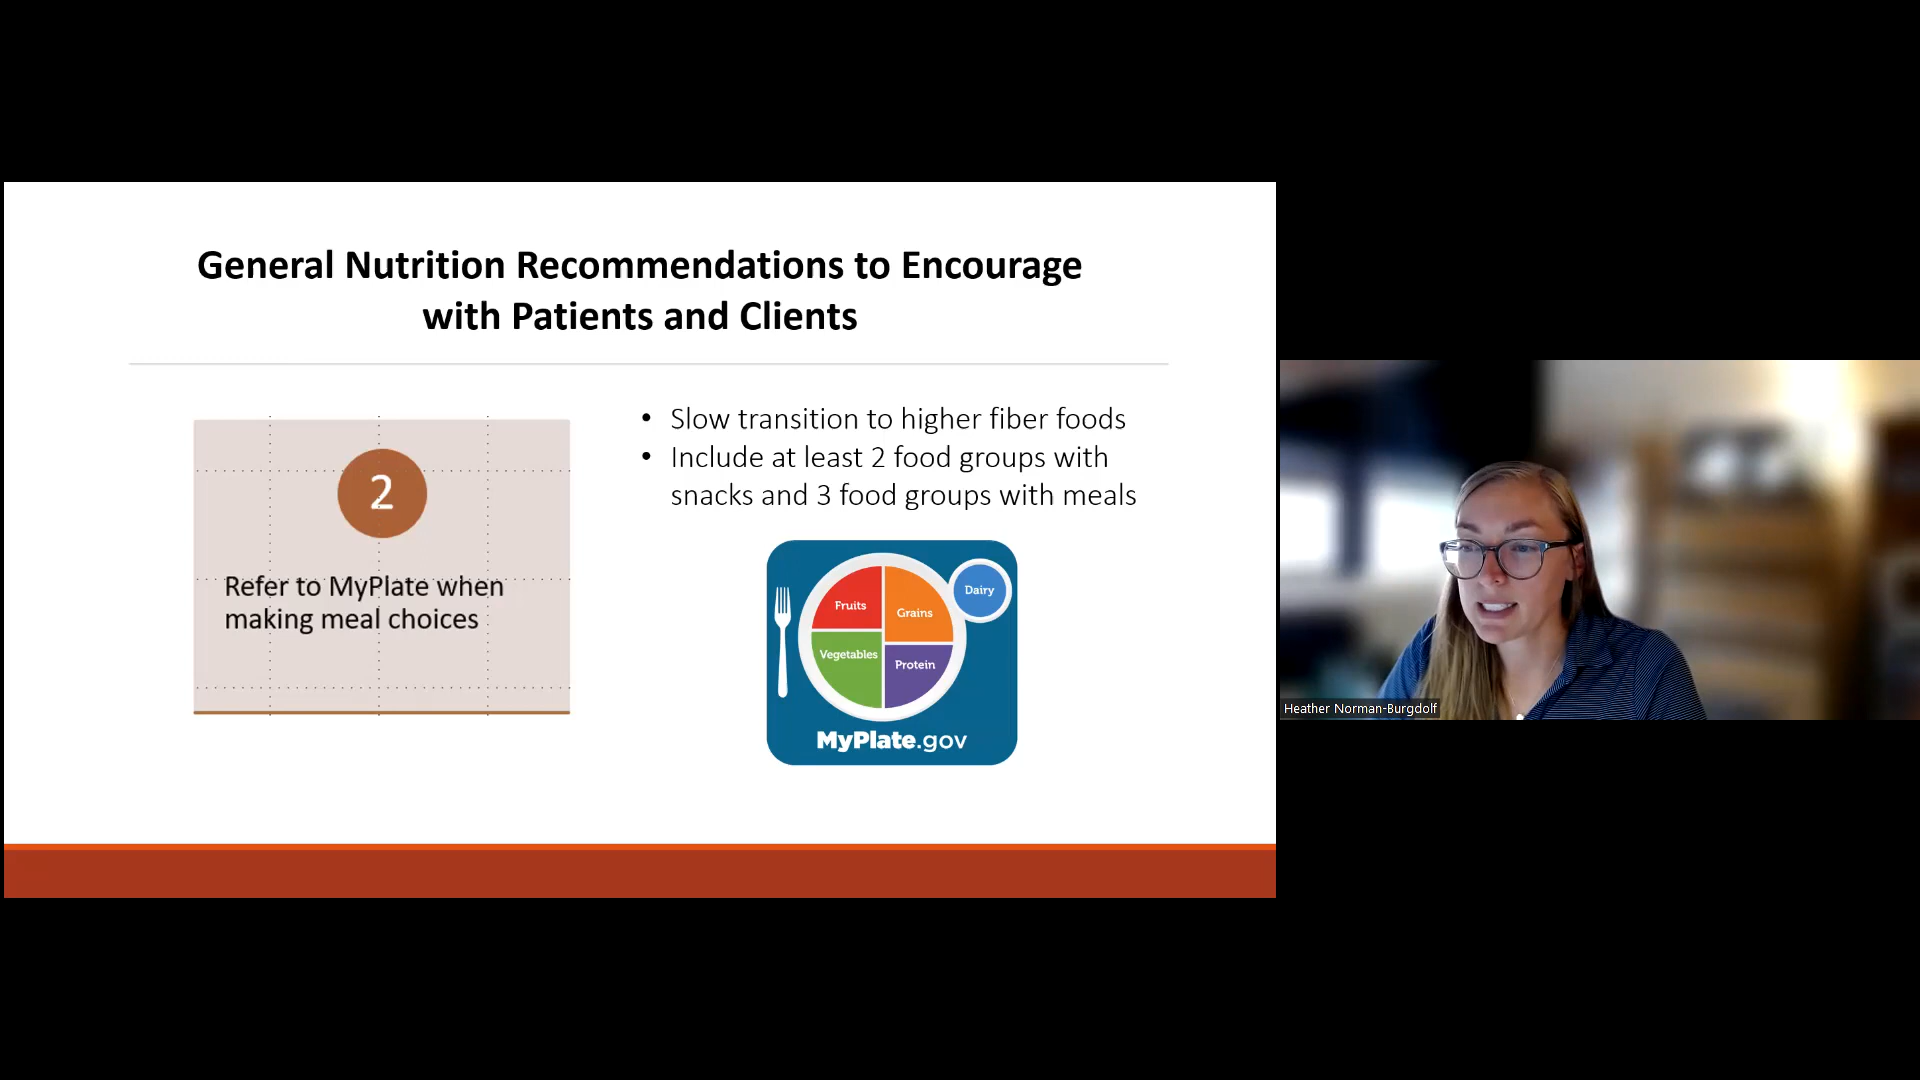 General Nutrition Recommendations to Encourage
with Patients and Clients
2
Refer to MyPlate when
making meal choices
• Slow transition to higher fiber foods
• Include at least 2 food groups with
snacks and 3 food groups with meals
Fruits
Grains
Dairy
Vegetables
Protein
MyPlate.gov
Heather Norman-Burgdolf